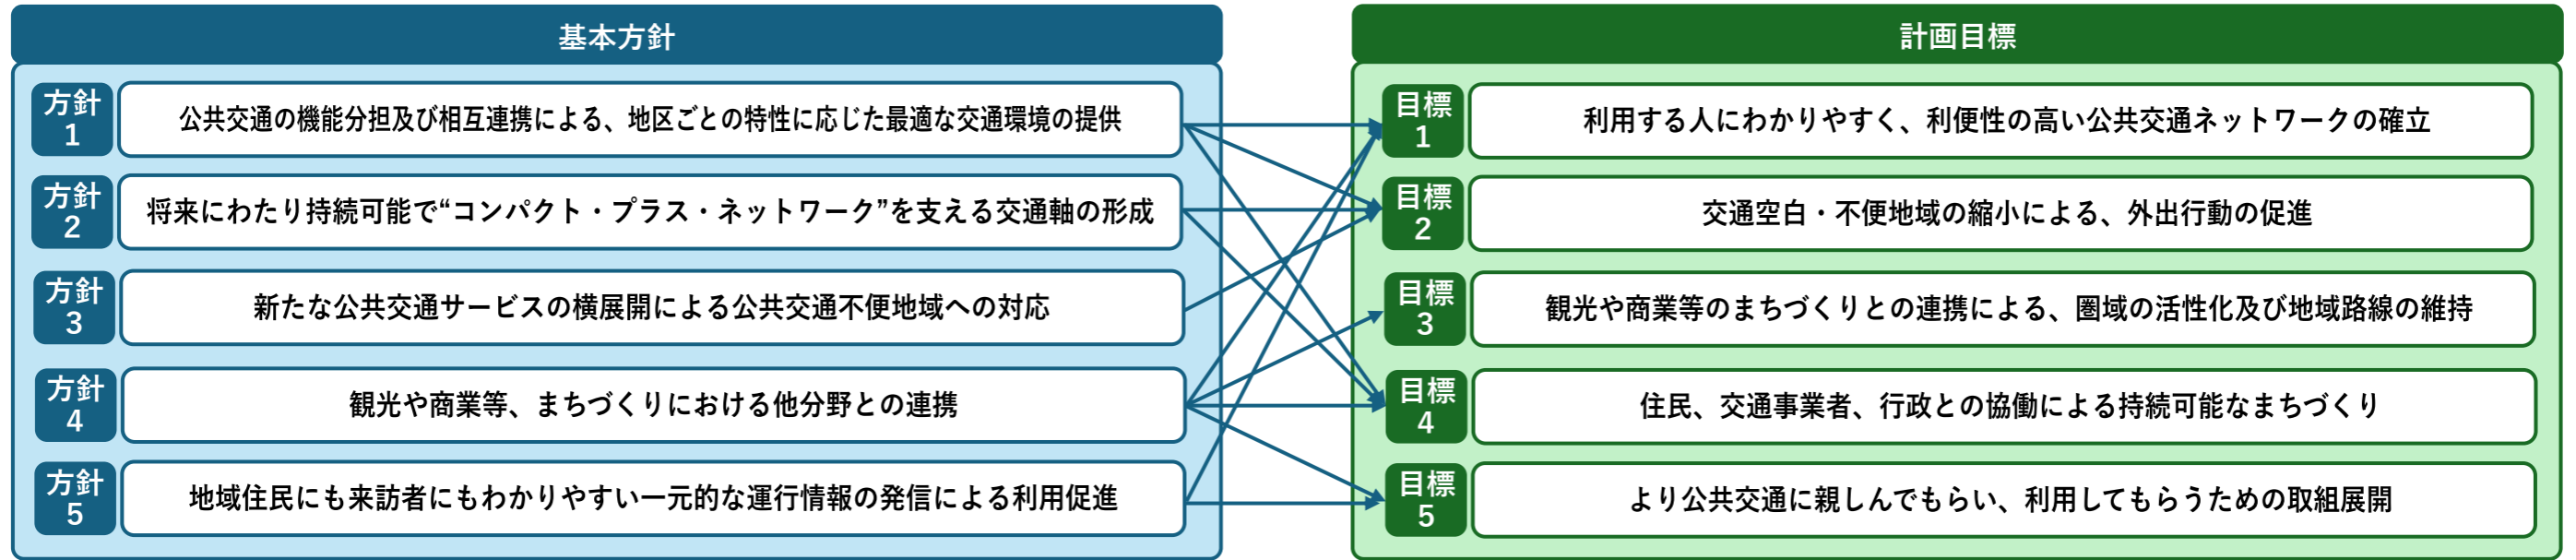 基本方針
方針
1
公共交通の機能分担及び相互連携による、地区ごとの特性に応じた最適な交通環境の提供
方針
2
将来にわたり持続可能で“コンパクト・プラス・ネットワーク”を支える交通軸の形成
方針
3
新たな公共交通サービスの横展開による公共交通不便地域への対応
方針
4
観光や商業等、まちづくりにおける他分野との連携
方針
5
地域住民にも来訪者にもわかりやすい一元的な運行情報の発信による利用促進
計画目標
目標
1
利用する人にわかりやすく、利便性の高い公共交通ネットワークの確立
目標
2
交通空白・不便地域の縮小による、外出行動の促進
目標
3
観光や商業等のまちづくりとの連携による、圏域の活性化及び地域路線の維持
目標
4
住民、交通事業者、行政との協働による持続可能なまちづくり
目標
5
より公共交通に親しんでもらい、利用してもらうための取組展開